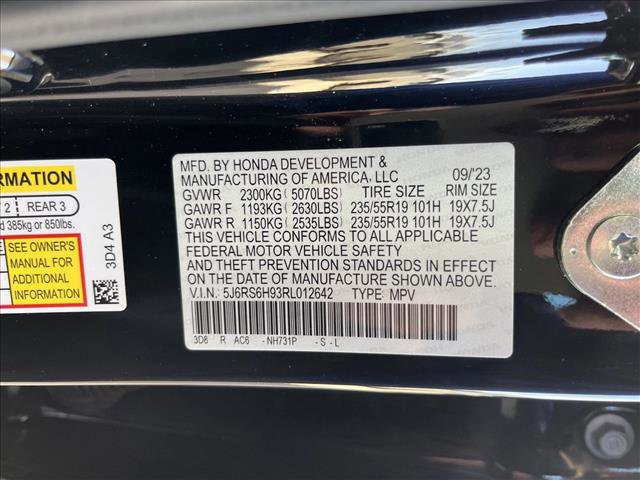 RMATION
2 REAR 3
d 385kg or 850lbs.
SEE OWNER'S
MANUAL FOR
ADDITIONAL
INFORMATION
3D4 A3
MFD. BY HONDA DEVELOPMENT &
MANUFACTURING OF AMERICA, LLC 09/'23
GVWR 2300KG ( 5070LBS) TIRE SIZE RIM SIZE
GAWR F 1193KG ( 2630LBS) 235/55R19 101H 19X7.5J
GAWR R 1150KG ( 2535LBS) 235/55R19 101H 19X7.5J
THIS VEHICLE CONFORMS TO ALL APPLICABLE
FEDERAL MOTOR VEHICLE SAFETY
AND THEFT PREVENTION STANDARDS IN EFFECT
ON THE DATE OF MANUFACTURE SHOWN ABOVE.
V.I.N.: 5J6RS6H93RL012642 TYPE: MPV
3D8 R AC6 - NH731P - S - L